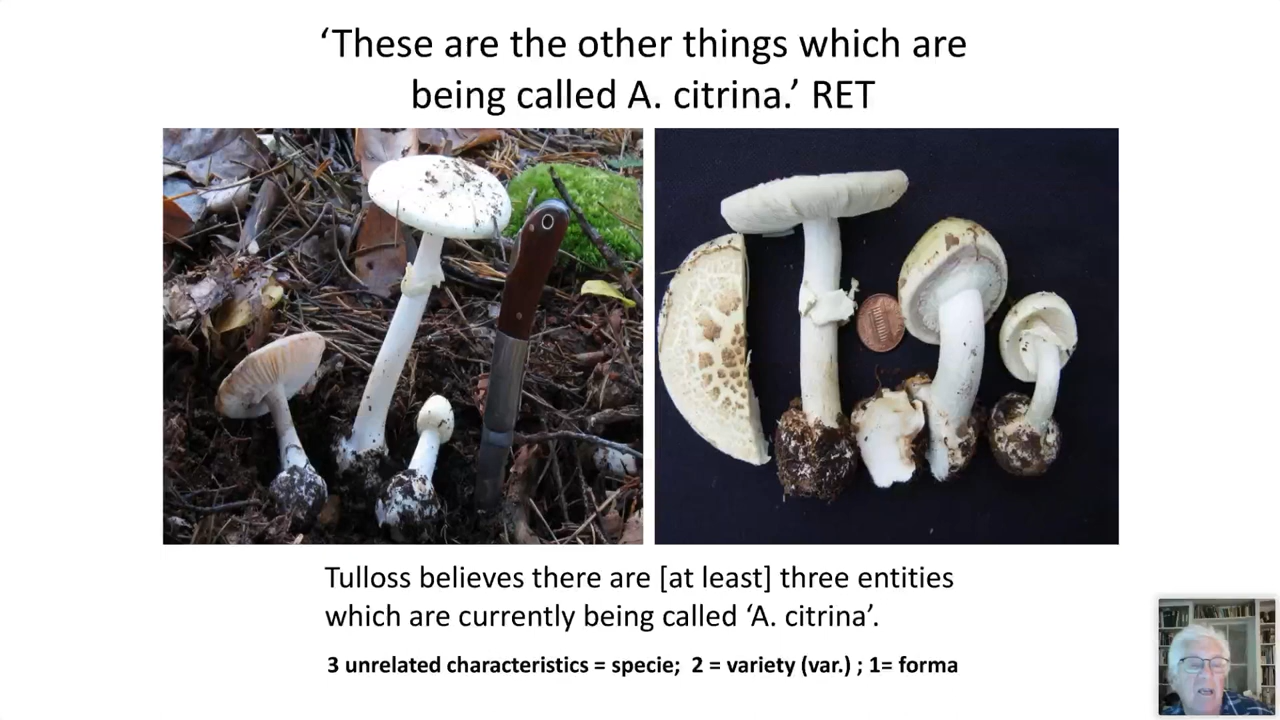 ‘These are the other things which are
being called A. citrina.’ RET
Tulloss believes there are [at least] three entities
which are currently being called ‘A. citrina’.
3 unrelated characteristics = specie;  2 = variety (var.) ; 1= forma